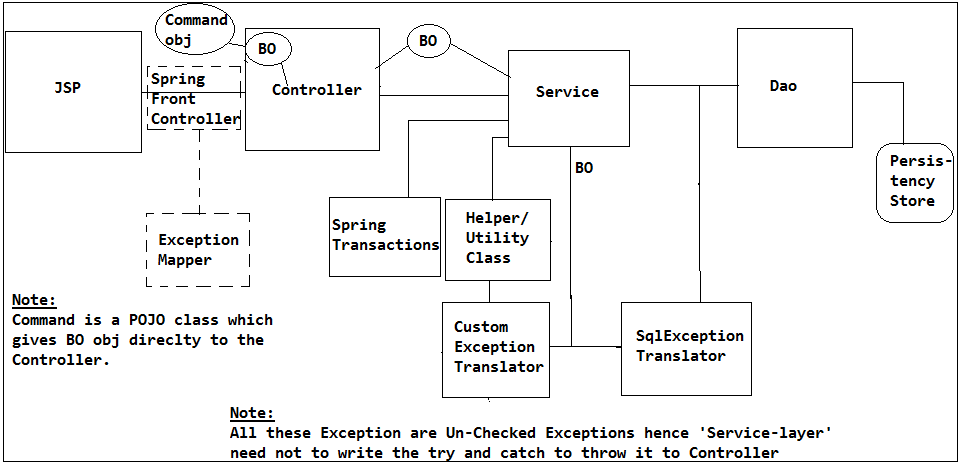 Command
obj
BO
BO
JSP
Spring
Front
Controller
Controller
Service
Dao
Persis-
tency
Store
BO
Spring
Transactions
Helper/
Utility
Class
Exception
Mapper
Custom
Exception
Translator
SqlException
Translator
Note:
Command is a POJO class which
gives BO obj direclty to the
Controller.
Note:
All these Exception are Un-Checked Exceptions hence 'Service-layer'
need not to write the try and catch to throw it to Controller